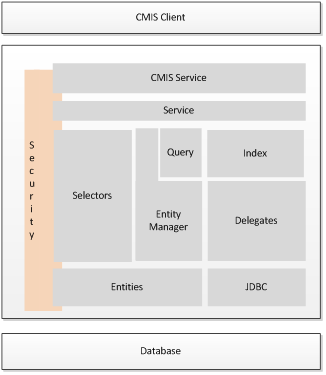 CMIS Client
CMIS Service
Service
Security
Query
Index
Selectors
Entity
Manager
Delegates
Entities
JDBC
Database